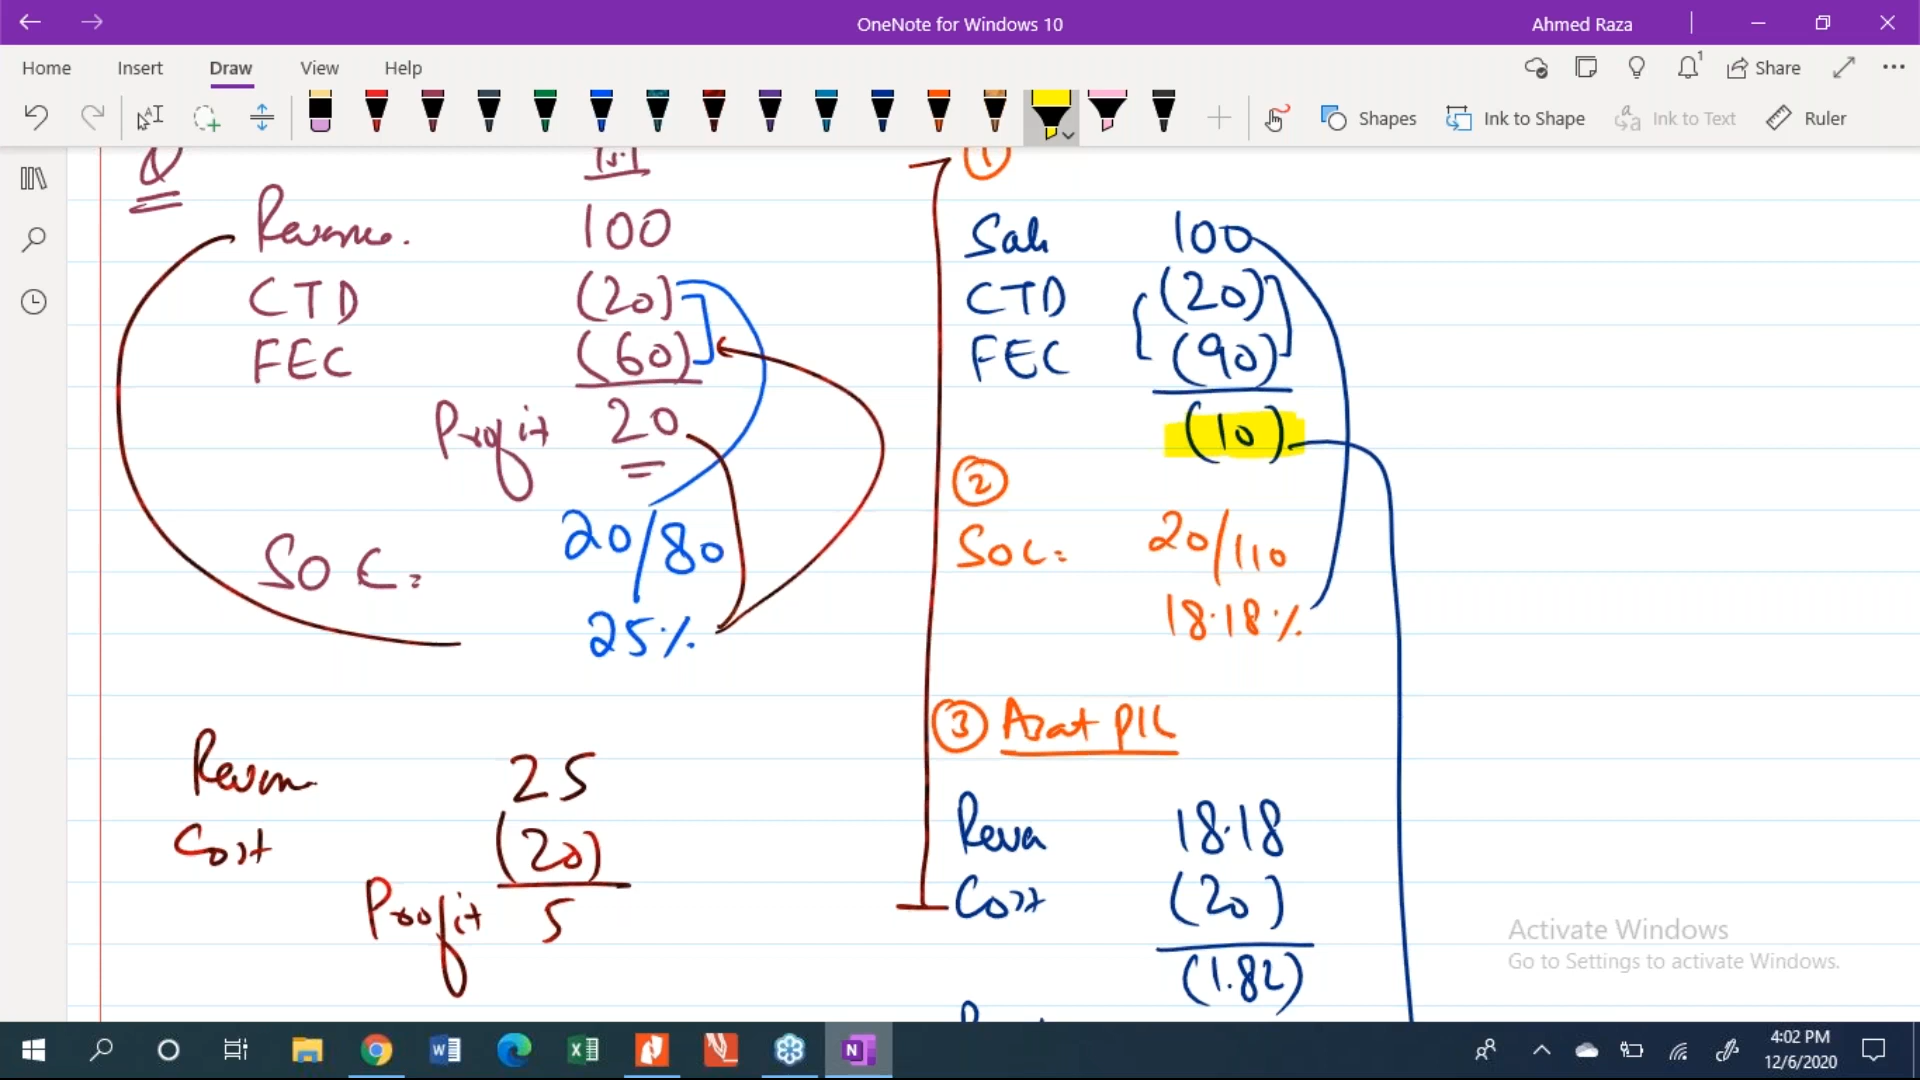 OneNote for Windows 10
Ahmed Raza
Home Insert Draw View Help
1
Share
Shapes
Ink to Shape
Ink to Text
Ruler
Q
Revenue. 100
CTD (20)
FEC (60)
Profit 20
SOC = 20/80
25%
Reven 25
Cost (20)
Profit 5
①
Sale 100
CTD (20)
FEC (90)
(10)
②
SOC = 20/110
18.18%
③
Reven 18.18
Cost (20)
(1.82)
Activate Windows
Go to Settings to activate Windows.
4:02 PM
12/6/2020